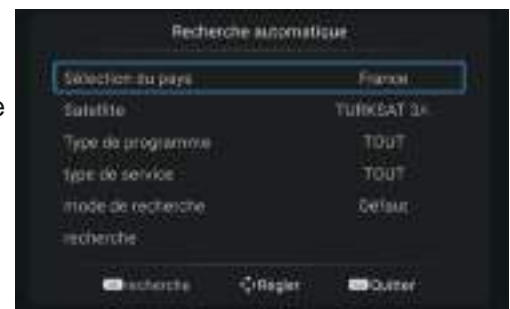 Recherche automatique
e
Sélection du pays France
Satellite TURKSAT
Type de programme TOUT
type de service TOUT
mode de recherche Défaut
recherche
recherche Régler Quitter